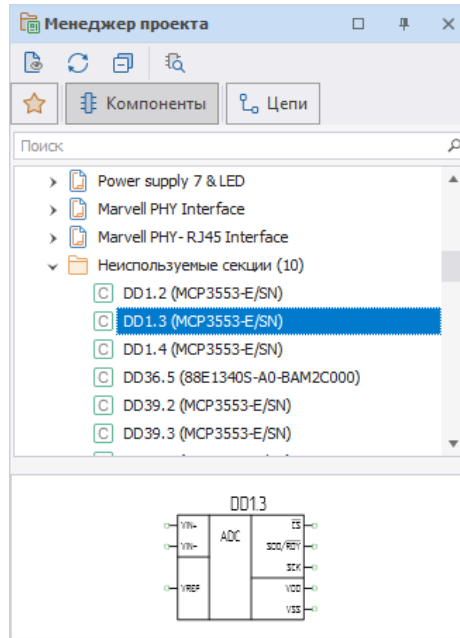 Менеджер проекта
Компоненты
Цепи
Поиск
Power supply 7 & LED
Marvell PHY Interface
Marvell PHY- RJ45 Interface
Неиспользуемые секции (10)
C DD1.2 (MCP3553-E/SN)
C DD1.3 (MCP3553-E/SN)
C DD1.4 (MCP3553-E/SN)
C DD36.5 (88E1340S-A0-BAM2C000)
C DD39.2 (MCP3553-E/SN)
C DD39.3 (MCP3553-E/SN)
DD1.3
VIN+ ADC CS
VIN- SDO/RDY
SCK
VREF VDD
VSS